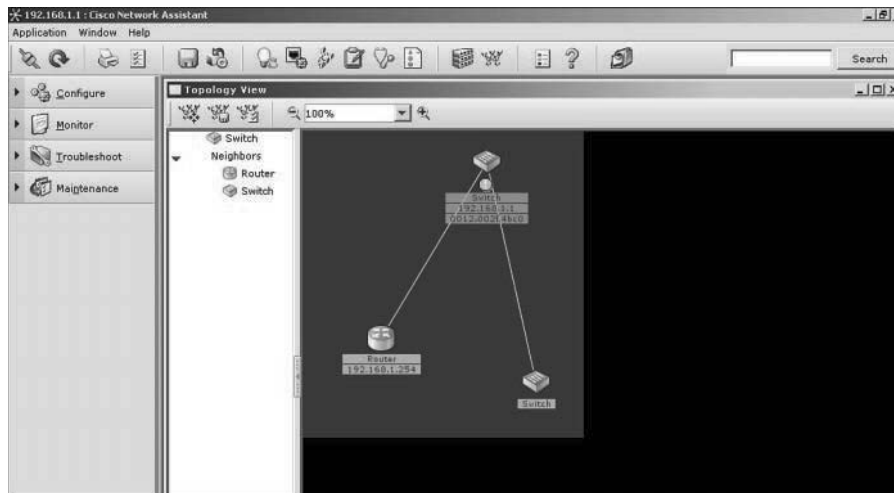 192.168.1.1 : Cisco Network Assistant
Application Window Help
Search
Configure
Monitor
Troubleshoot
Maintenance
Topology View
100%
Switch
Neighbors
Router
Switch
Switch
192.168.1.1
Router
192.168.1.254
Switch